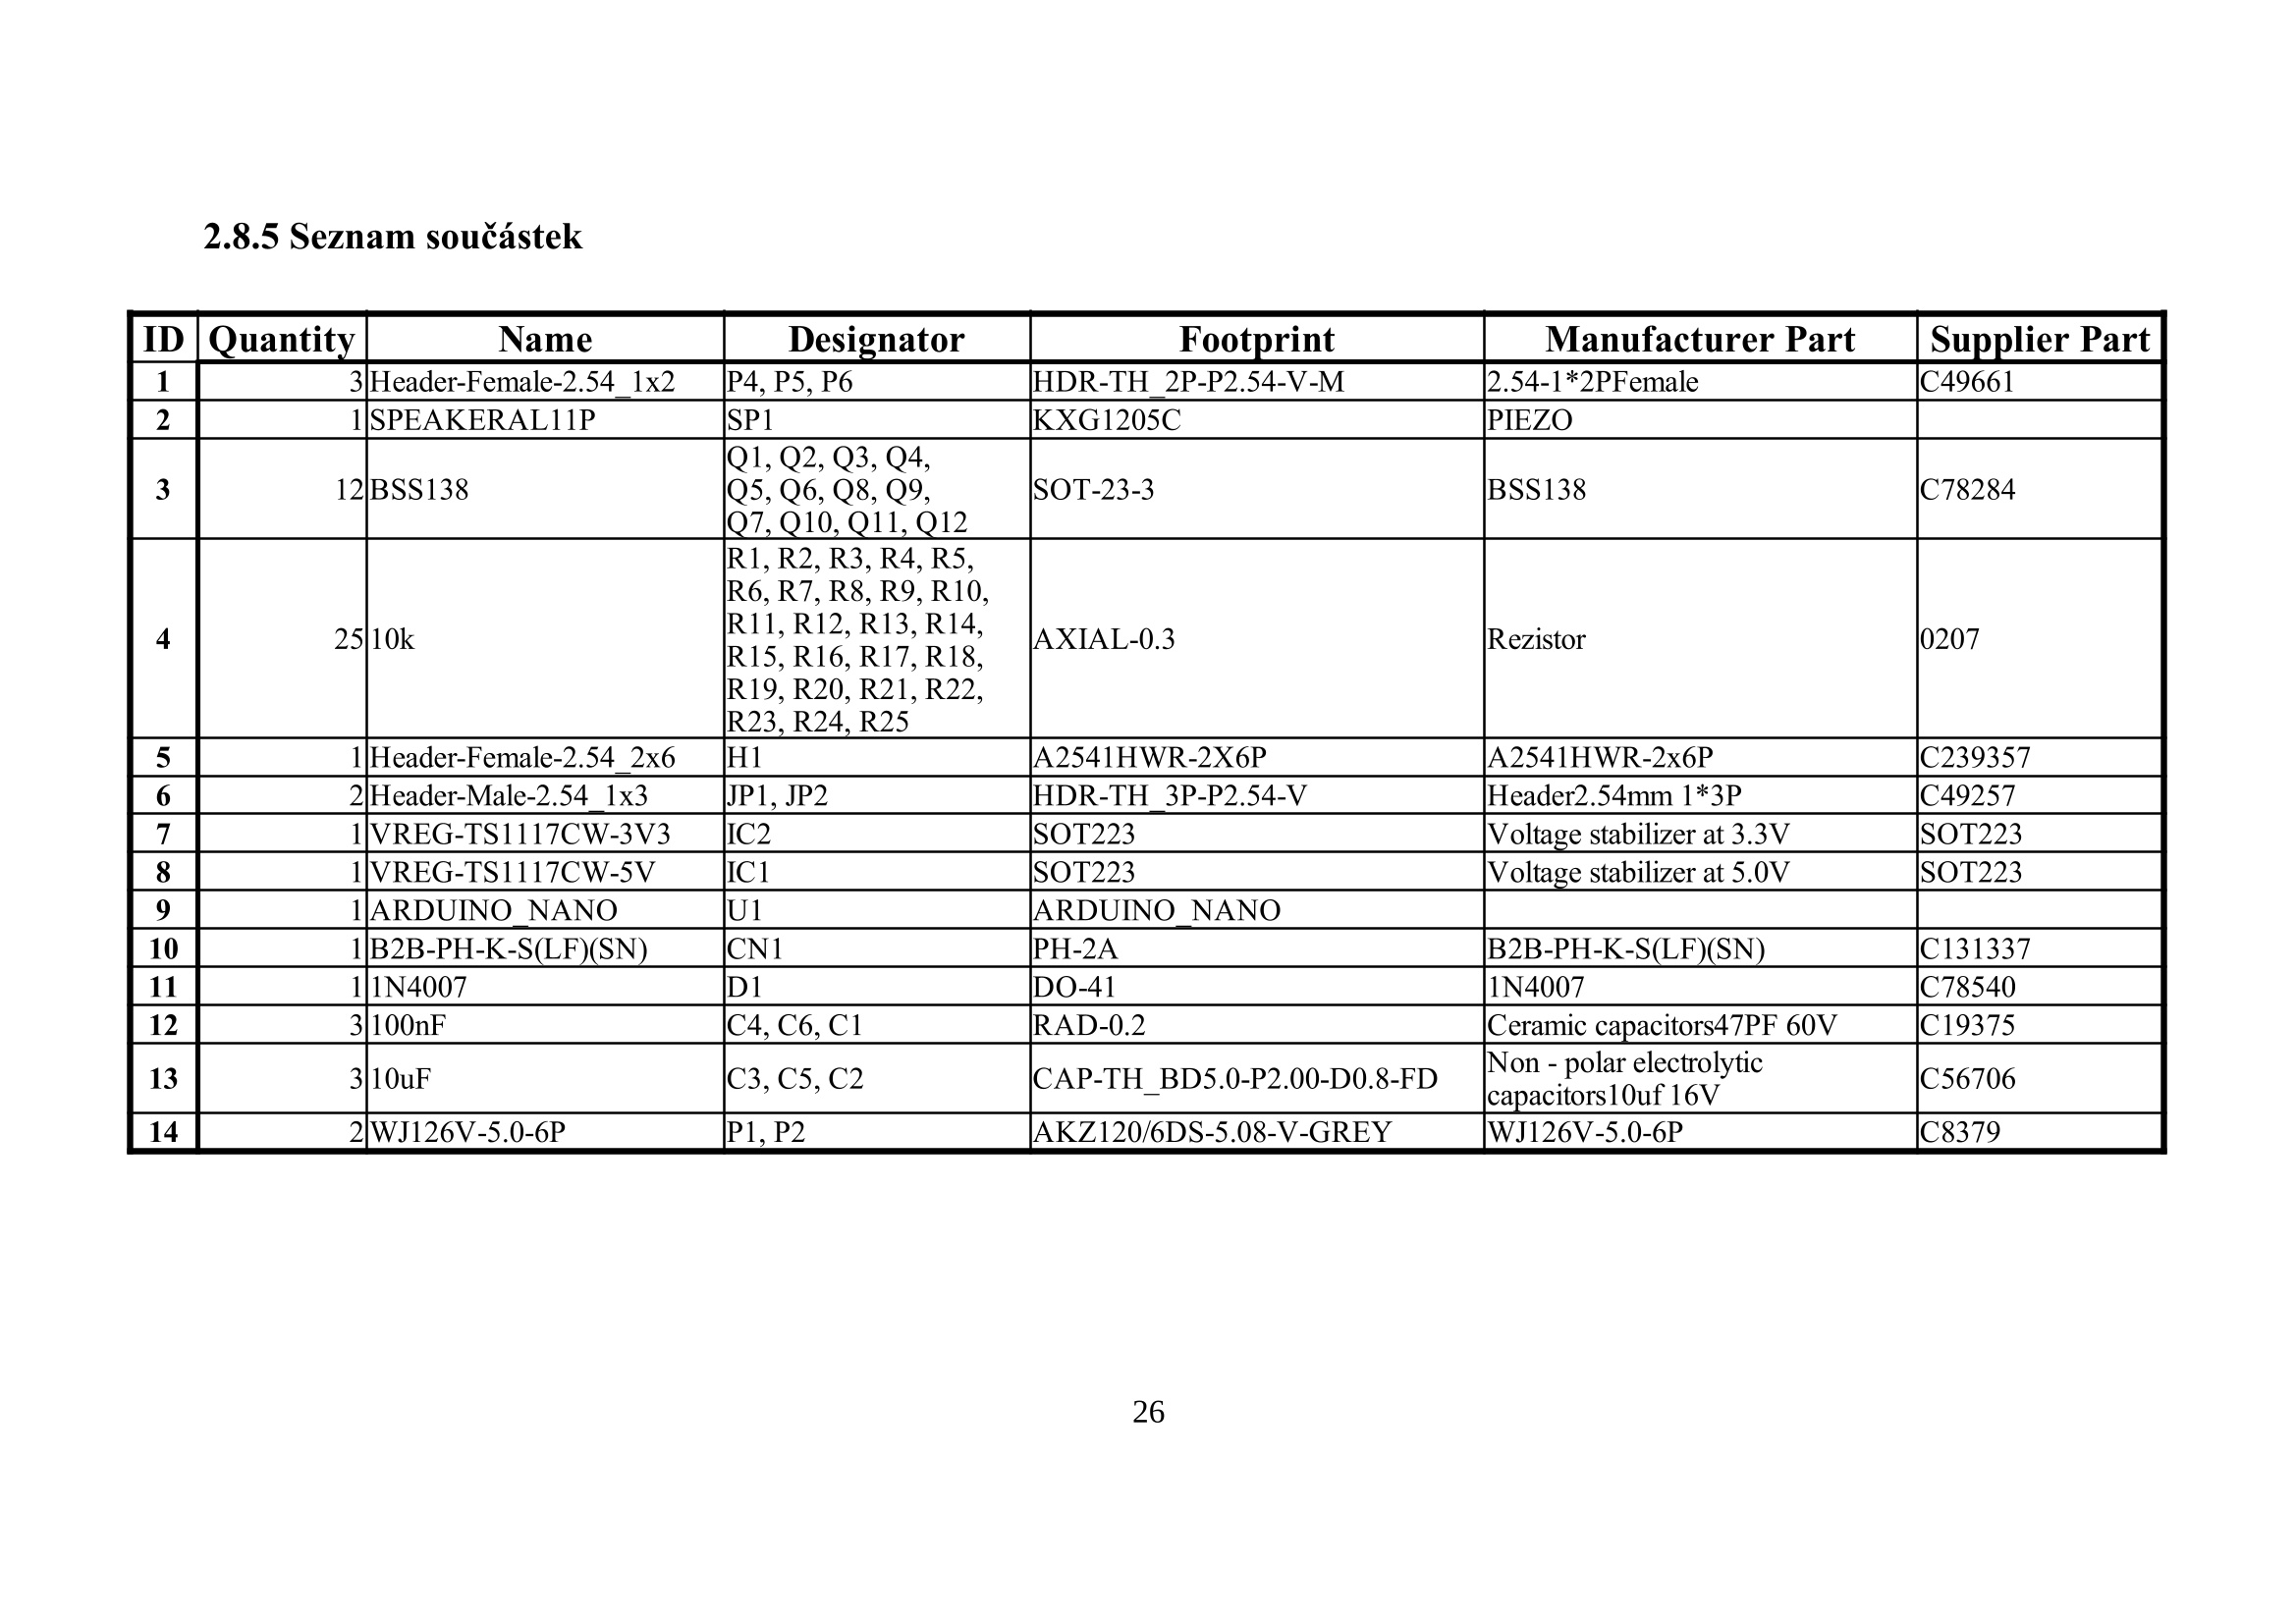 2.8.5 Seznam součástek
ID Quantity Name Designator Footprint Manufacturer Part Supplier Part
1 3 Header-Female-2.54_1x2 P4, P5, P6 HDR-TH_2P-P2.54-V-M 2.54-1*2PFemale C49661
2 1 SPEAKERAL11P SP1 KXG1205C PIEZO
3 12 BSS138 Q1, Q2, Q3, Q4,
Q5, Q6, Q8, Q9,
Q7, Q10, Q11, Q12 SOT-23-3 BSS138 C78284
4 25 10k R1, R2, R3, R4, R5,
R6, R7, R8, R9, R10,
R11, R12, R13, R14,
R15, R16, R17, R18,
R19, R20, R21, R22,
R23, R24, R25 AXIAL-0.3 Rezistor 0207
5 1 Header-Female-2.54_2x6 H1 A2541HWR-2X6P A2541HWR-2x6P C239357
6 2 Header-Male-2.54_1x3 JP1, JP2 HDR-TH_3P-P2.54-V Header2.54mm 1*3P C49257
7 1 VREG-TS1117CW-3V3 IC2 SOT223 Voltage stabilizer at 3.3V SOT223
8 1 VREG-TS1117CW-5V IC1 SOT223 Voltage stabilizer at 5.0V SOT223
9 1 ARDUINO_NANO U1 ARDUINO_NANO
10 1 B2B-PH-K-S(LF)(SN) CN1 PH-2A B2B-PH-K-S(LF)(SN) C131337
11 1 1N4007 D1 DO-41 1N4007 C78540
12 3 100nF C4, C6, C1 RAD-0.2 Ceramic capacitors47PF 60V C19375
13 3 10uF C3, C5, C2 CAP-TH_BD5.0-P2.00-D0.8-FD Non - polar electrolytic
capacitors10uf 16V C56706
14 2 WJ126V-5.0-6P P1, P2 AKZ120/6DS-5.08-V-GREY WJ126V-5.0-6P C8379
26